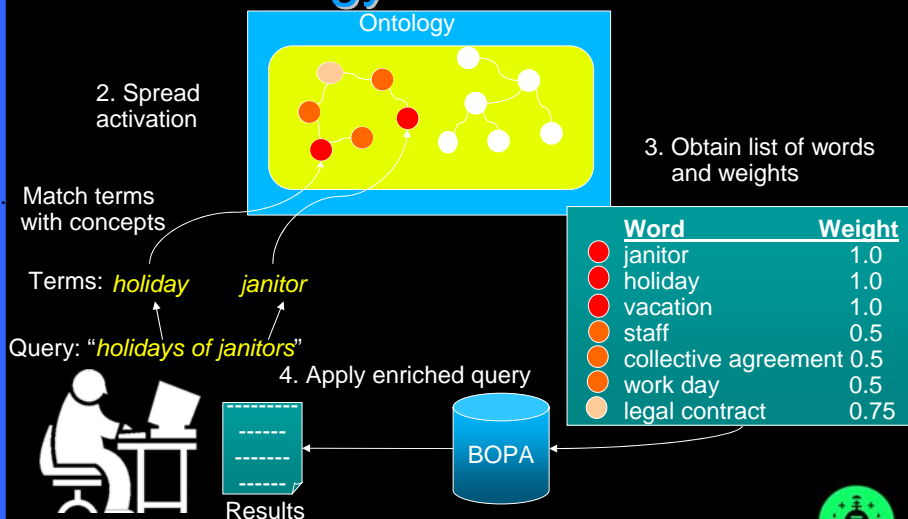 gy
Ontology
2. Spread
activation
3. Obtain list of words
and weights
Match terms
with concepts
Word Weight
janitor 1.0
holiday 1.0
vacation 1.0
staff 0.5
collective agreement 0.5
work day 0.5
legal contract 0.75
Terms: holiday janitor
Query: “holidays of janitors”
4. Apply enriched query
BOPA
Results